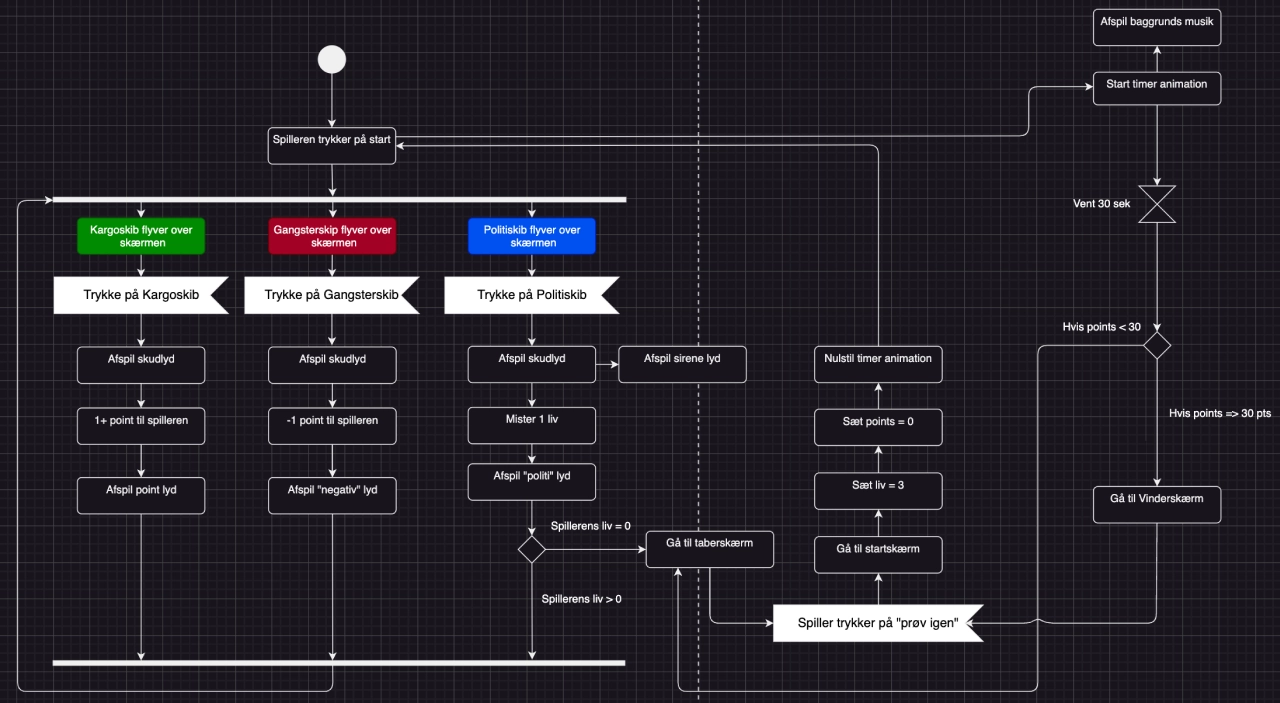 Afspil baggrunds musik
Start timer animation
Spilleren trykker på start
Vent 30 sek
Kargoskib flyver over
skærmen
Gangsterskip flyver over
skærmen
Politiskib flyver over
skærmen
Trykke på Kargoskib
Trykke på Gangsterskib
Trykke på Politiskib
Hvis points < 30
Afspil skudlyd
Afspil skudlyd
Afspil skudlyd
Afspil sirene lyd
Nulstil timer animation
1+ point til spilleren
-1 point til spilleren
Mister 1 liv
Sæt points = 0
Hvis points => 30 pts
Afspil point lyd
Afspil "negativ" lyd
Afspil "politi" lyd
Sæt liv = 3
Gå til Vinderskærm
Spillerens liv = 0
Gå til taberskærm
Gå til startskærm
Spillerens liv > 0
Spiller trykker på "prøv igen"